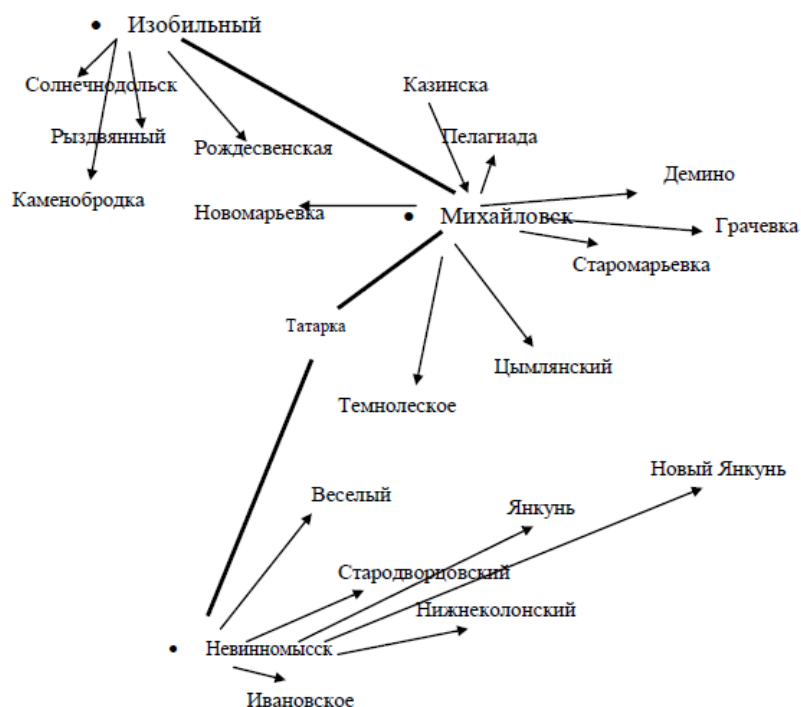 • Изобильный
Солнечнодольск
Казинска
Рыздвянный
Рождесвенская
Пелагиада
Демино
Каменобродка
Новомарьевка
• Михайловск
Грачевка
Старомарьевка
Татарка
Цымлянский
Темнолеское
Новый Янкунь
Веселый
Янкунь
Стародворцовский
Нижнеколонский
• Невинномысск
Ивановское